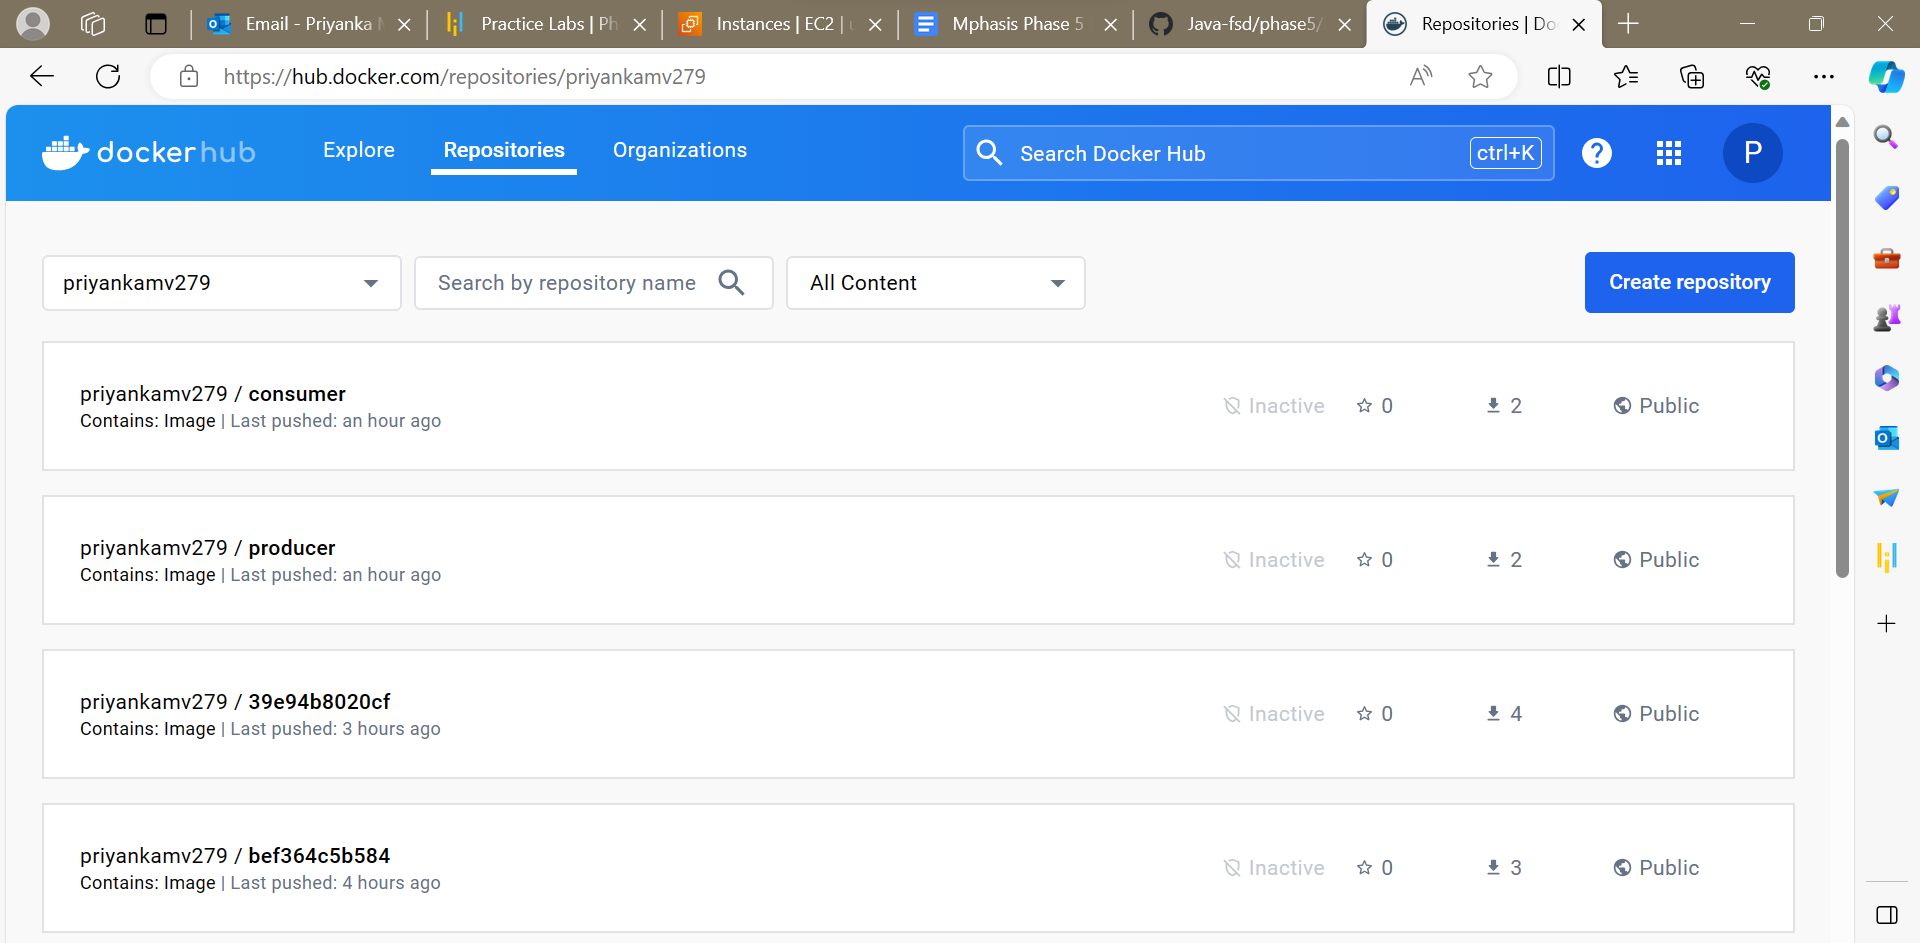 Email - Priyanka M
Practice Labs | Ph
Instances | EC2 | u
Mphasis Phase 5
Java-fsd/phase5/
Repositories | Do
https://hub.docker.com/repositories/priyankamv279
docker hub
Explore
Repositories
Organizations
Search Docker Hub
ctrl+K
?
P
priyankamv279
Search by repository name
All Content
Create repository
priyankamv279 / consumer
Contains: Image | Last pushed: an hour ago
Inactive
0
2
Public
priyankamv279 / producer
Contains: Image | Last pushed: an hour ago
Inactive
0
2
Public
priyankamv279 / 39e94b8020cf
Contains: Image | Last pushed: 3 hours ago
Inactive
0
4
Public
priyankamv279 / bef364c5b584
Contains: Image | Last pushed: 4 hours ago
Inactive
0
3
Public